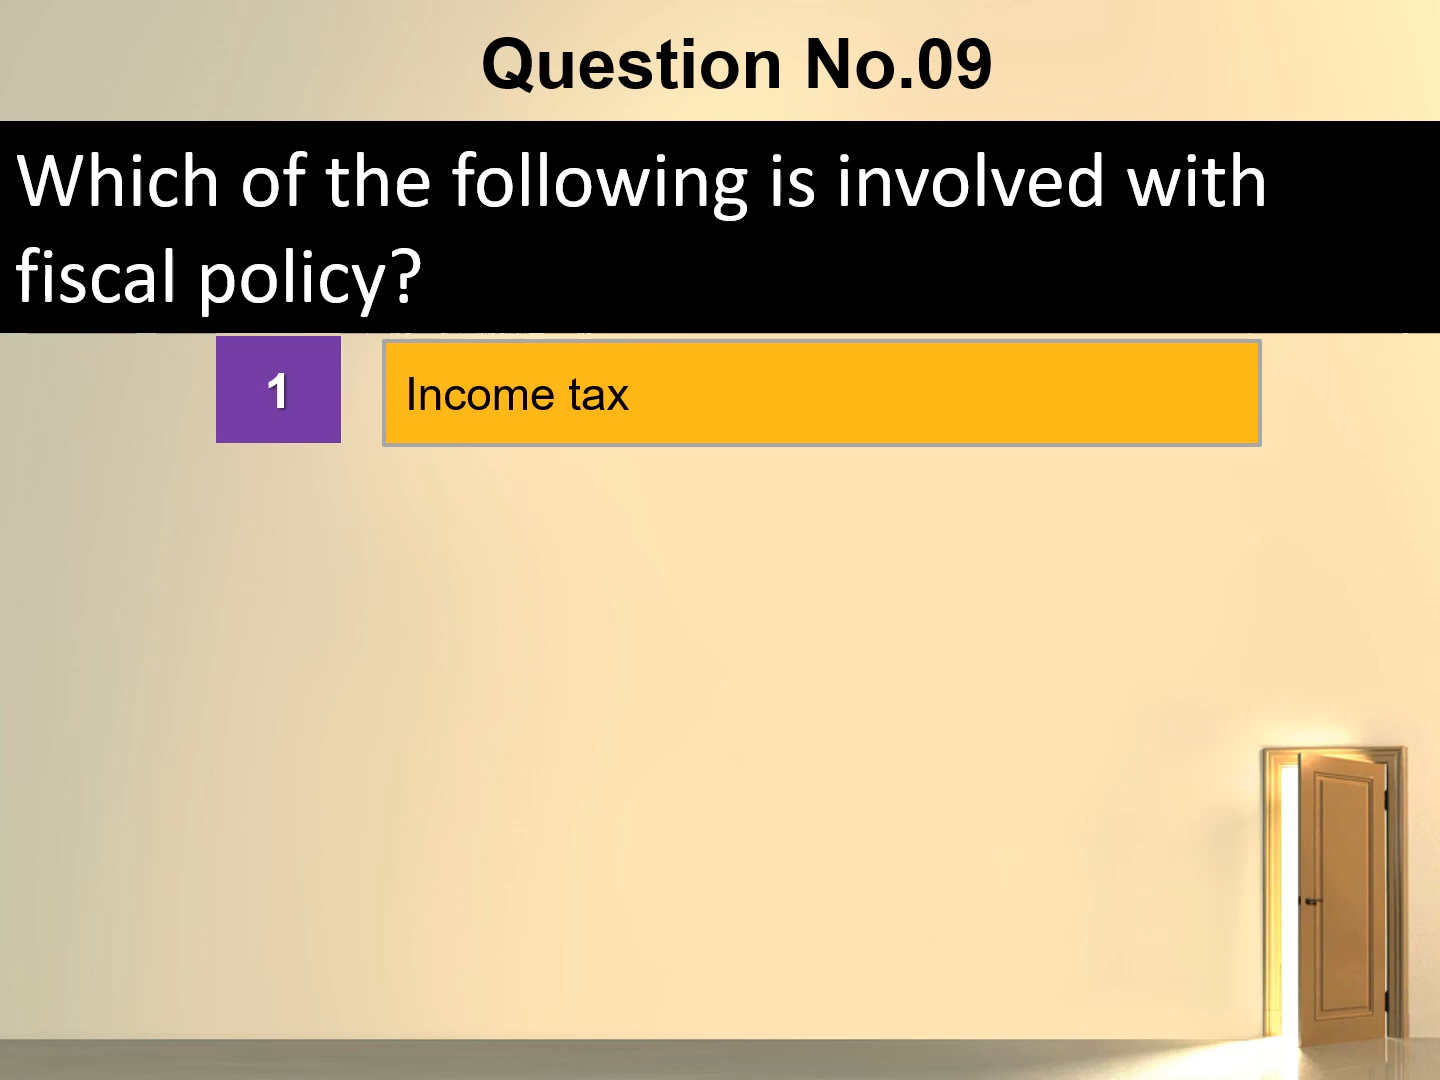 Question No.09
Which of the following is involved with
fiscal policy?
1
Income tax